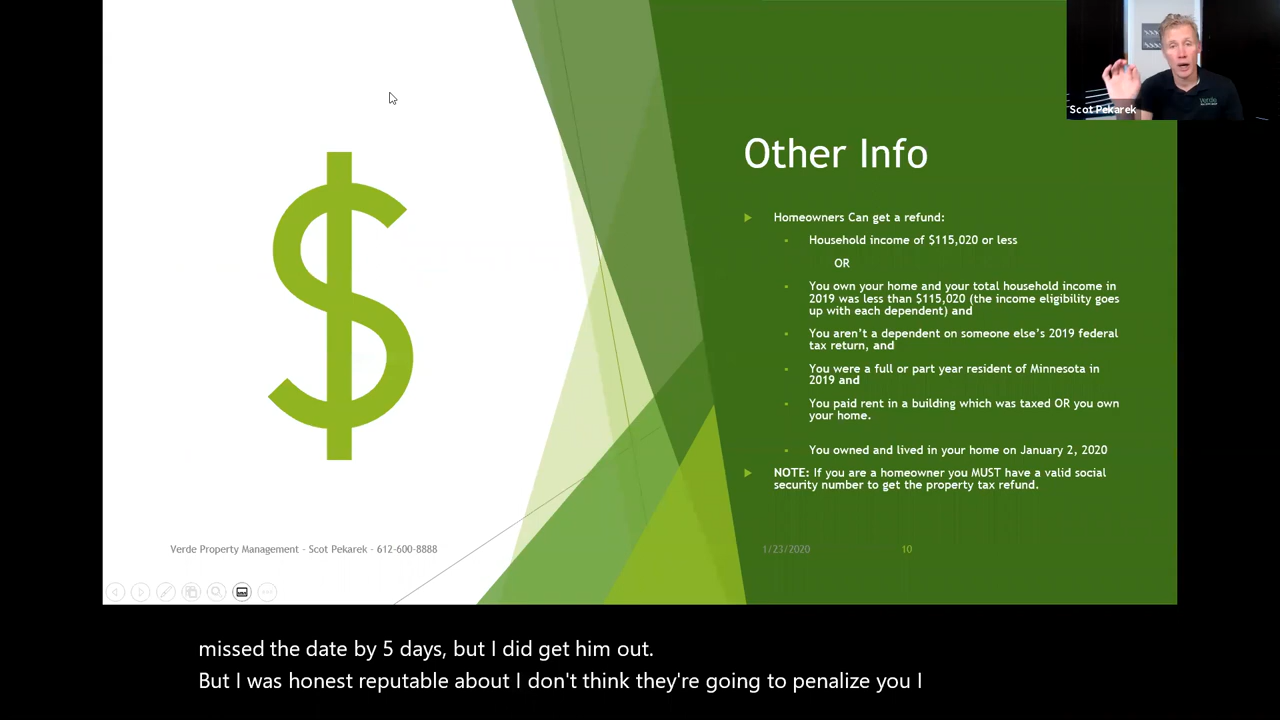 Scot Pekarek
Other Info
Homeowners Can get a refund:
Household income of $115,020 or less
OR
You own your home and your total household income in
2019 was less than $115,020 (the income eligibility goes
up with each dependent) and
You aren't a dependent on someone else's 2019 federal
tax return, and
You were a full or part year resident of Minnesota in
2019 and
You paid rent in a building which was taxed OR you own
your home.
You owned and lived in your home on January 2, 2020
NOTE: If you are a homeowner you MUST have a valid social
security number to get the property tax refund.
Verde Property Management - Scot Pekarek - 612-600-8888
1/23/2020
10
missed the date by 5 days, but I did get him out.
But I was honest reputable about I don't think they're going to penalize you I